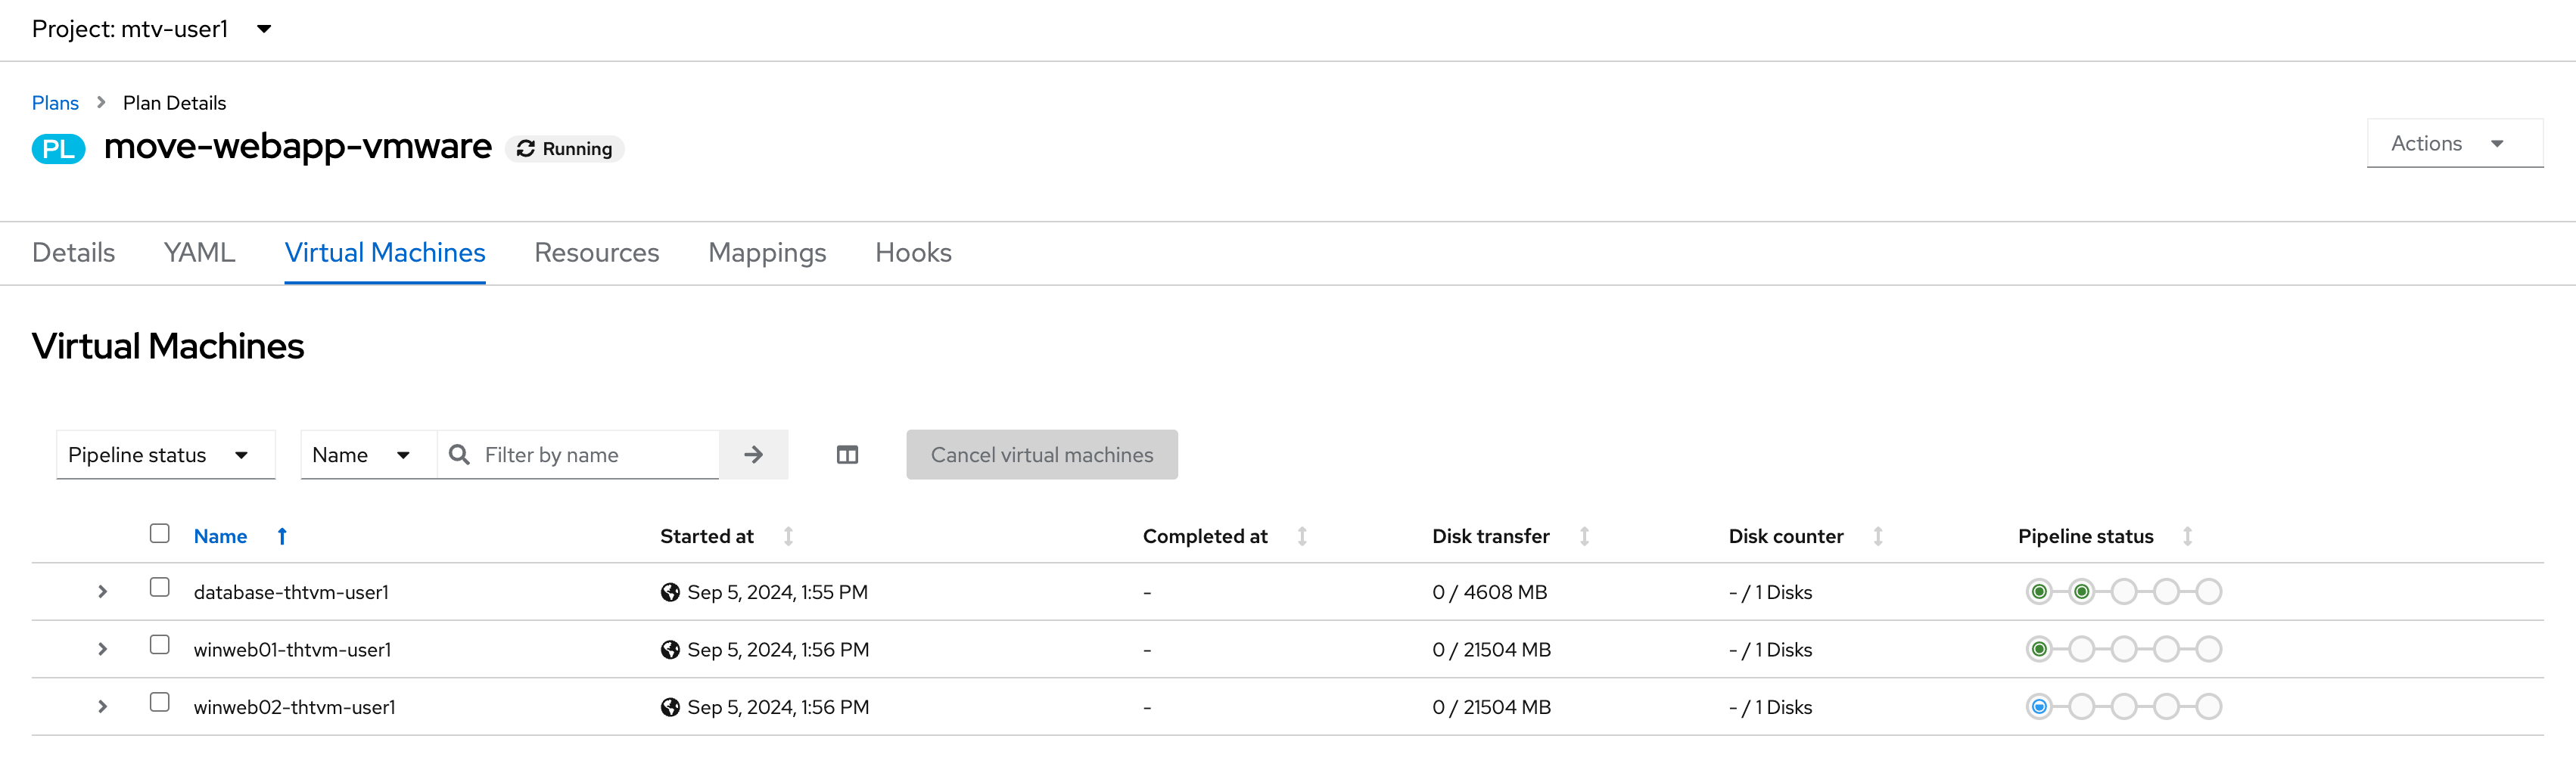 Project: mtv-user1
Plans > Plan Details
PL move-webapp-vmware Running
Actions
Details YAML Virtual Machines Resources Mappings Hooks
Virtual Machines
Pipeline status Name Filter by name Cancel virtual machines
Name Started at Completed at Disk transfer Disk counter Pipeline status
database-thtvm-user1 Sep 5, 2024, 1:55 PM - 0 / 4608 MB - / 1 Disks
winweb01-thtvm-user1 Sep 5, 2024, 1:56 PM - 0 / 21504 MB - / 1 Disks
winweb02-thtvm-user1 Sep 5, 2024, 1:56 PM - 0 / 21504 MB - / 1 Disks